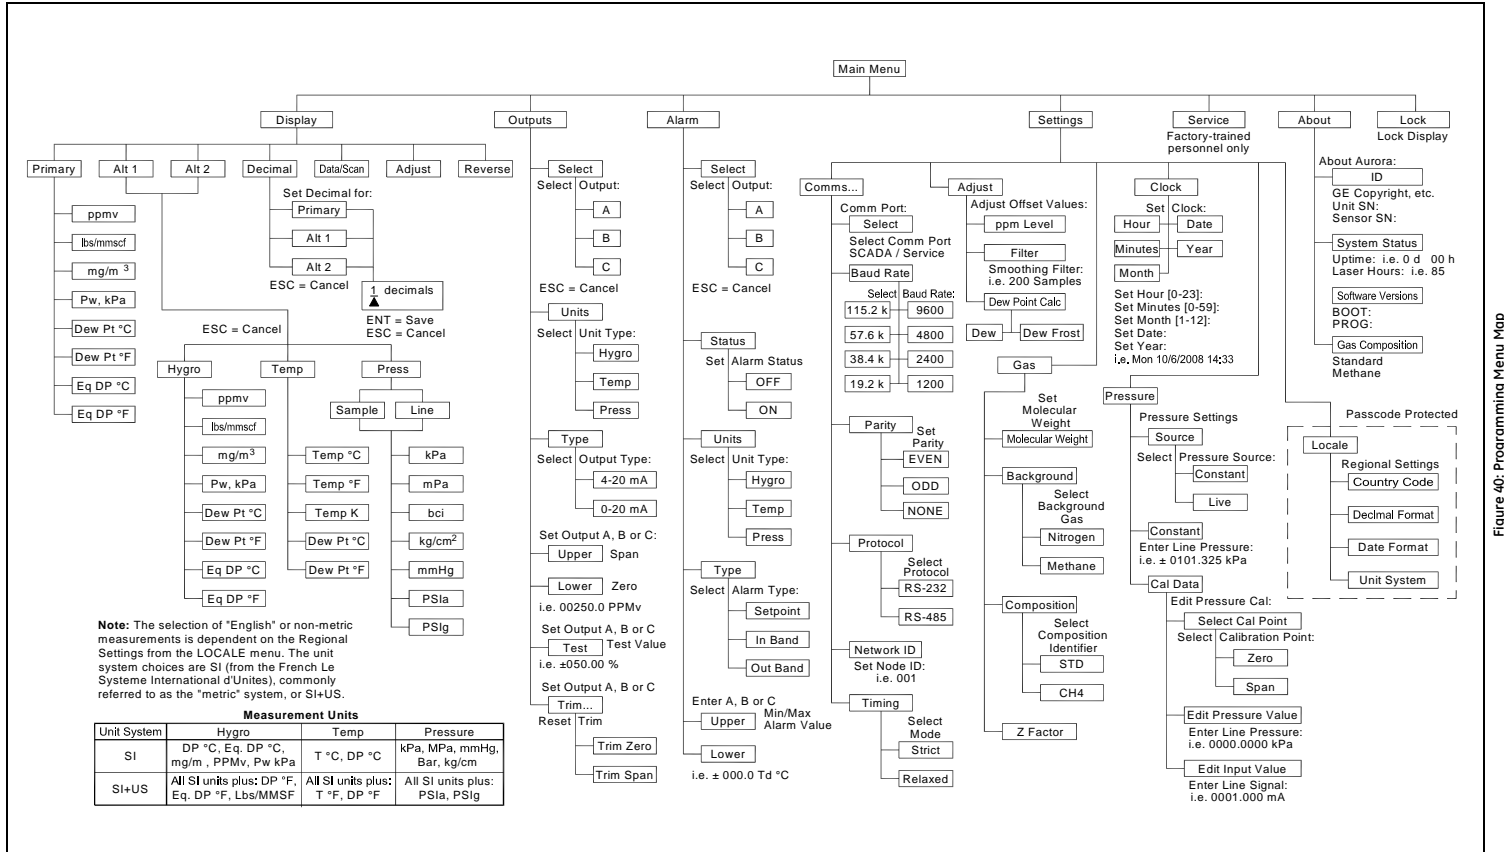 Main Menu
Display
Outputs
Alarm
Settings
Service
Factory-trained
personnel only
About
Lock
Lock Display
Primary
Alt 1
Alt 2
Decimal
Data/Scan
Adjust
Reverse
ppmv
lbs/mmscf
mg/m 3
Pw, kPa
Dew Pt °C
Dew Pt °F
Eq DP °C
Eq DP °F
Set Decimal for:
Primary
Alt 1
Alt 2
ESC = Cancel
1 decimals
ENT = Save
ESC = Cancel
ESC = Cancel
Hygro
Temp
Press
ppmv
lbs/mmscf
mg/m3
Pw, kPa
Dew Pt °C
Dew Pt °F
Eq DP °C
Eq DP °F
Temp °C
Temp °F
Temp K
Dew Pt °C
Dew Pt °F
Sample
Line
kPa
mPa
bci
kg/cm2
mmHg
PSIa
PSIg
Note: The selection of "English" or non-metric
measurements is dependent on the Regional
Settings from the LOCALE menu. The unit
system choices are SI (from the French Le
Systeme International d'Unites), commonly
referred to as the "metric" system, or SI+US.
Measurement Units
Unit System Hygro Temp Pressure
SI
DP °C, Eq. DP °C,
mg/m , PPMv, Pw kPa
T °C, DP °C
kPa, MPa, mmHg,
Bar, kg/cm
SI+US
All SI units plus: DP °F,
Eq. DP °F, Lbs/MMSF
All SI units plus:
T °F, DP °F
All SI units plus:
PSIa, PSIg
Select
Select Output:
A
B
C
ESC = Cancel
Units
Select Unit Type:
Hygro
Temp
Press
Type
Select Output Type:
4-20 mA
0-20 mA
Set Output A, B or C:
Upper Span
Lower Zero
i.e. 00250.0 PPMv
Set Output A, B or C
Test Test Value
i.e. ±050.00 %
Set Output A, B or C
Trim...
Reset Trim
Trim Zero
Trim Span
Select
Select Output:
A
B
C
ESC = Cancel
Status
Set Alarm Status
OFF
ON
Units
Select Unit Type:
Hygro
Temp
Press
Type
Select Alarm Type:
Setpoint
In Band
Out Band
Enter A, B or C
Upper
Min/Max
Alarm Value
Lower
i.e. ± 000.0 Td °C
Comms...
Comm Port:
Select
Select Comm Port
SCADA / Service
Baud Rate
Select Baud Rate:
115.2 k 9600
57.6 k 4800
38.4 k 2400
19.2 k 1200
Parity
Set
Parity
EVEN
ODD
NONE
Protocol
Select
Protocol
RS-232
RS-485
Network ID
Set Node ID:
i.e. 001
Timing
Select
Mode
Strict
Relaxed
Adjust
Adjust Offset Values:
ppm Level
Filter
Smoothing Filter:
i.e. 200 Samples
Dew Point Calc
Dew
Dew Frost
Gas
Set
Molecular
Weight
Molecular Weight
Background
Select
Background
Gas
Nitrogen
Methane
Composition
Select
Composition
Identifier
STD
CH4
Z Factor
Clock
Set Clock:
Hour Date
Minutes Year
Month
Set Hour [0-23]:
Set Minutes [0-59]:
Set Month [1-12]:
Set Date:
Set Year:
i.e. Mon 10/6/2008 14:33
Pressure
Pressure Settings
Source
Select Pressure Source:
Constant
Live
Constant
Enter Line Pressure:
i.e. ± 0101.325 kPa
Cal Data
Edit Pressure Cal:
Select Cal Point
Select Calibration Point:
Zero
Span
Edit Pressure Value
Enter Line Pressure:
i.e. 0000.0000 kPa
Edit Input Value
Enter Line Signal:
i.e. 0001.000 mA
About Aurora:
ID
GE Copyright, etc.
Unit SN:
Sensor SN:
System Status
Uptime: i.e. 0 d 00 h
Laser Hours: i.e. 85
Software Versions
BOOT:
PROG:
Gas Composition
Standard
Methane
Passcode Protected
Locale
Regional Settings
Country Code
Decimal Format
Date Format
Unit System
Figure 40: Programming Menu Map